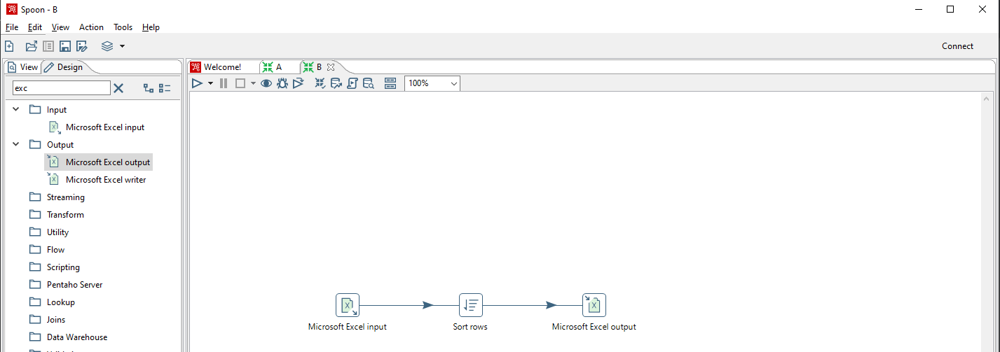 Spoon - B
File Edit View Action Tools Help
Connect
View Design
Welcome! A B
exc
100%
Input
Microsoft Excel input
Output
Microsoft Excel output
Microsoft Excel writer
Streaming
Transform
Utility
Flow
Scripting
Pentaho Server
Lookup
Joins
Data Warehouse
Microsoft Excel input
Sort rows
Microsoft Excel output